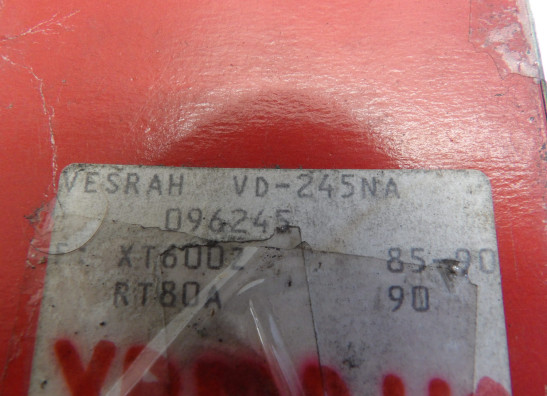 VESRAH VD-245NA
096245
F: XT600Z 85-90
RT80A 90